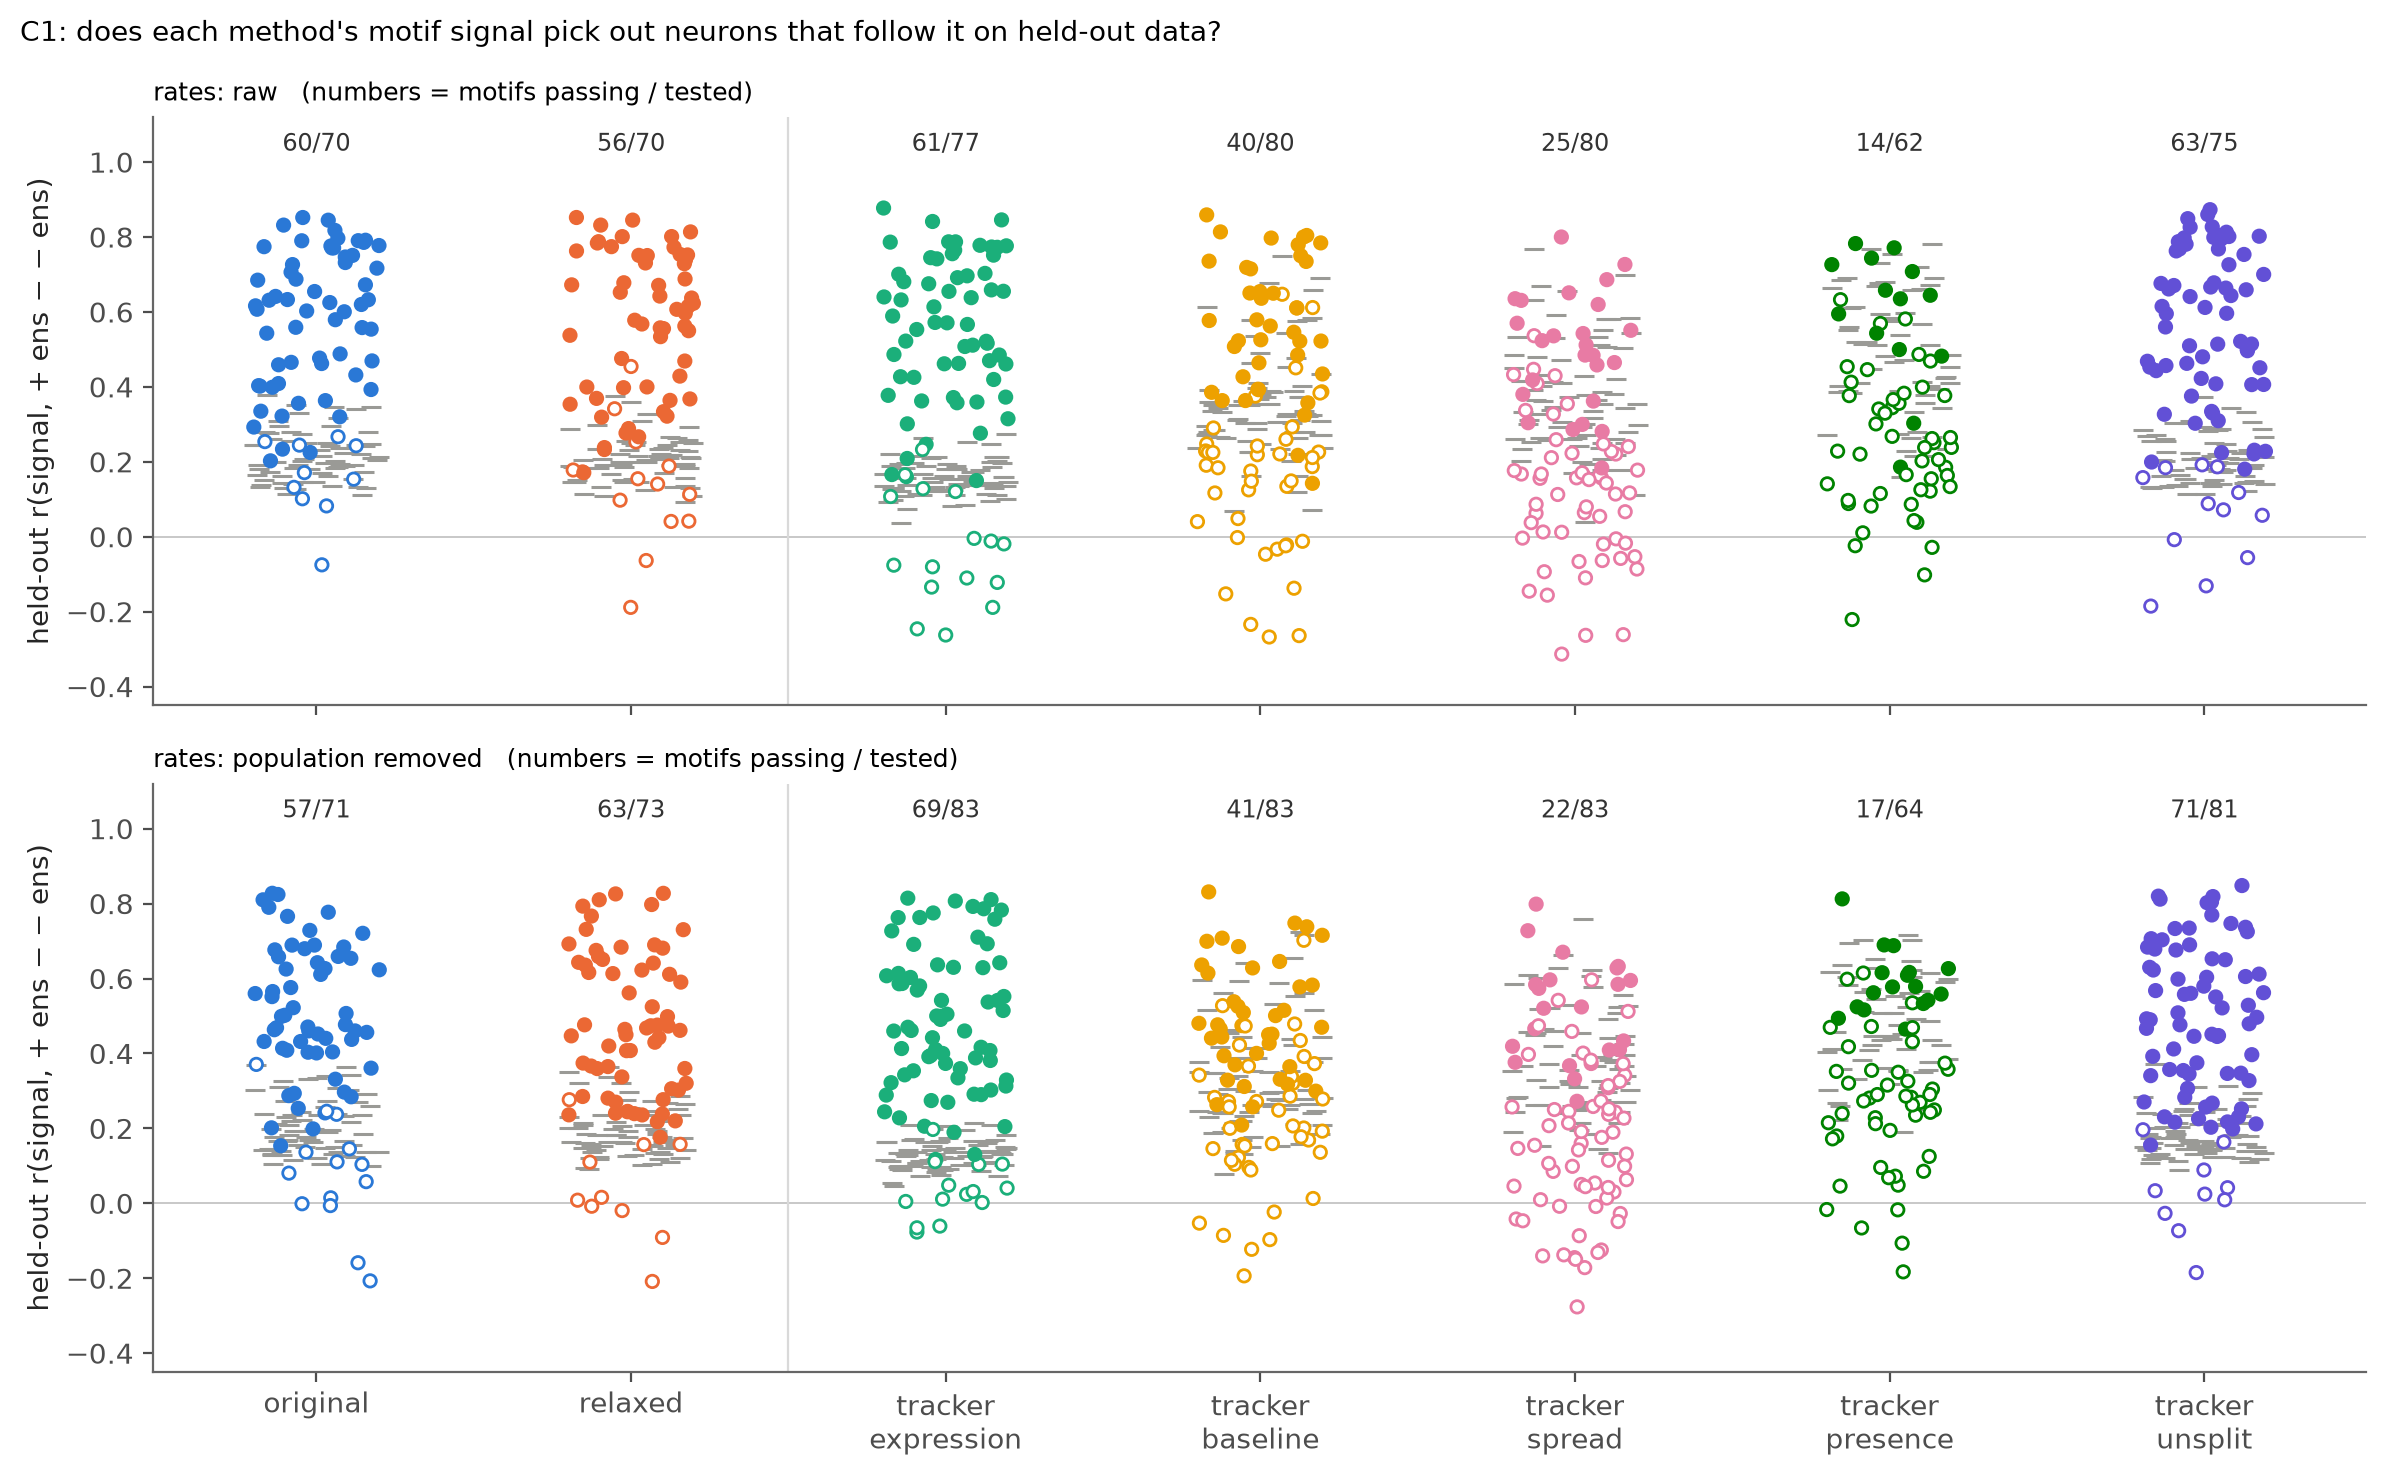 C1: does each method's motif signal pick out neurons that follow it on held-out data?
rates: raw   (numbers = motifs passing / tested)
60/70 56/70 61/77 40/80 25/80 14/62 63/75
held-out r(signal, + ens − − ens)
1.0
0.8
0.6
0.4
0.2
0.0
−0.2
−0.4
rates: population removed   (numbers = motifs passing / tested)
57/71 63/73 69/83 41/83 22/83 17/64 71/81
held-out r(signal, + ens − − ens)
1.0
0.8
0.6
0.4
0.2
0.0
−0.2
−0.4
original relaxed tracker tracker tracker tracker tracker
expression baseline spread presence unsplit